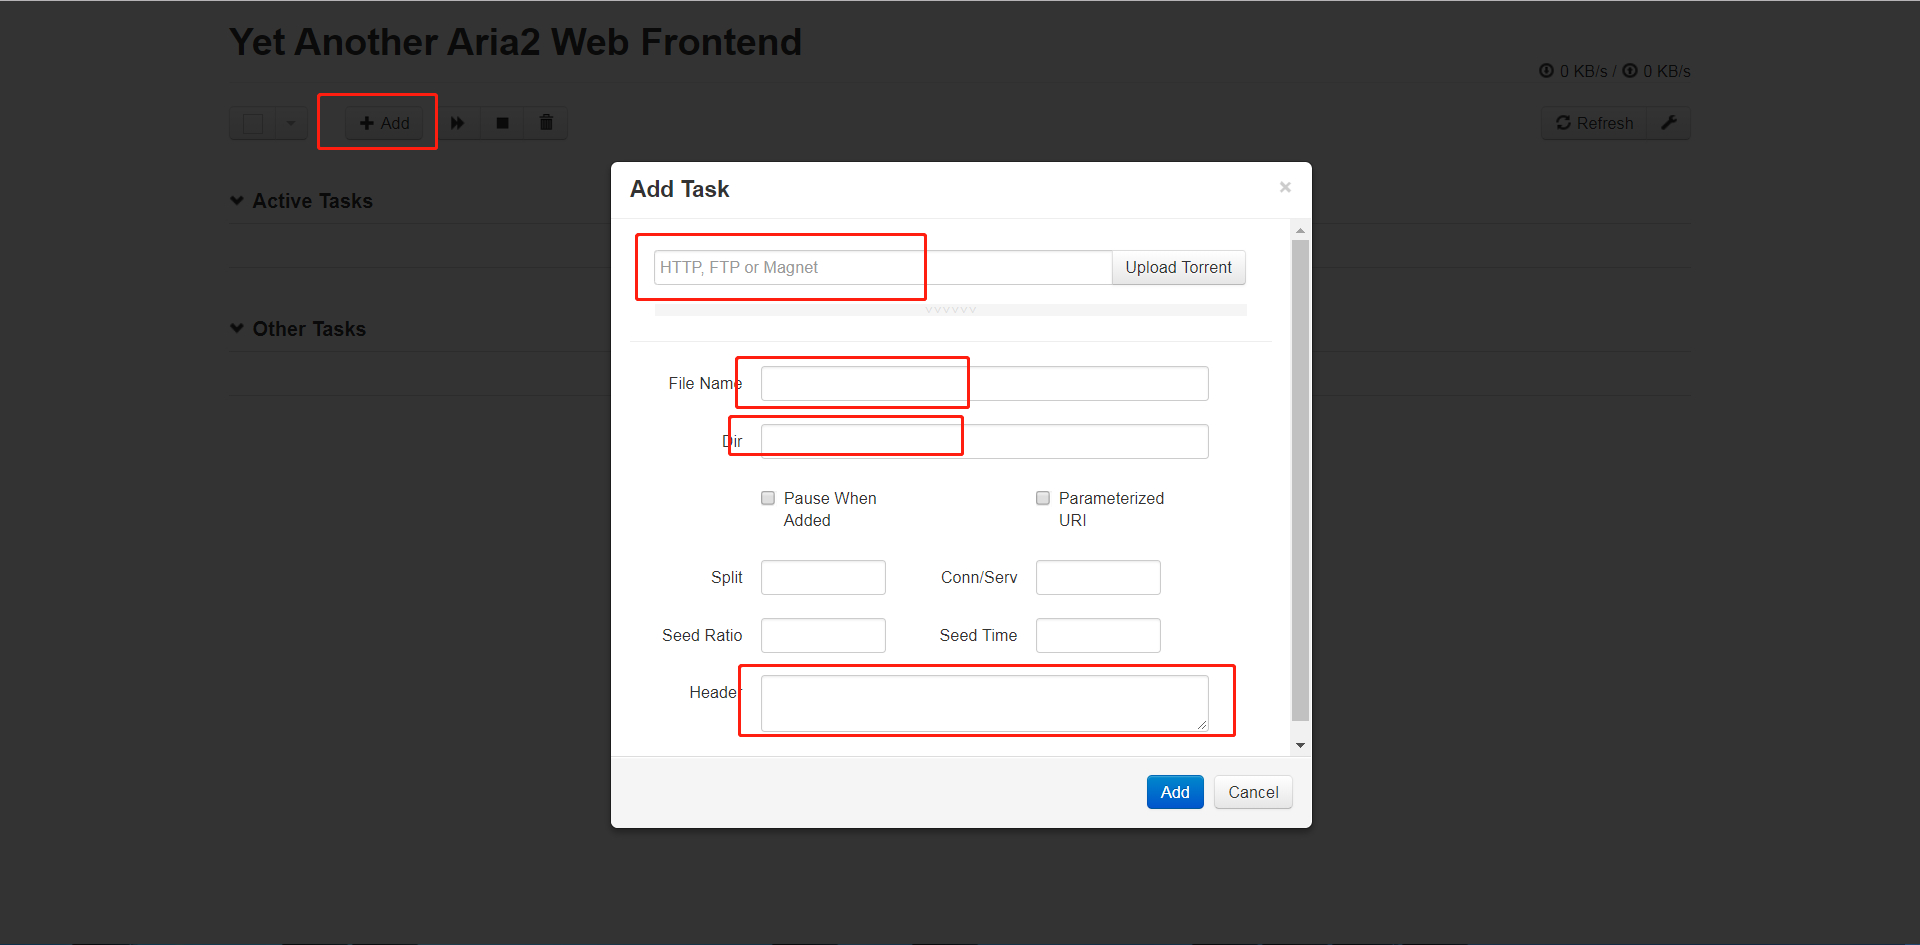 Yet Another Aria2 Web Frontend
0 KB/s / 0 KB/s
Add
Refresh
Active Tasks
Other Tasks
Add Task
×
HTTP, FTP or Magnet
Upload Torrent
File Name
Dir
Pause When
Added
Parameterized
URI
Split
Conn/Serv
Seed Ratio
Seed Time
Header
Add
Cancel